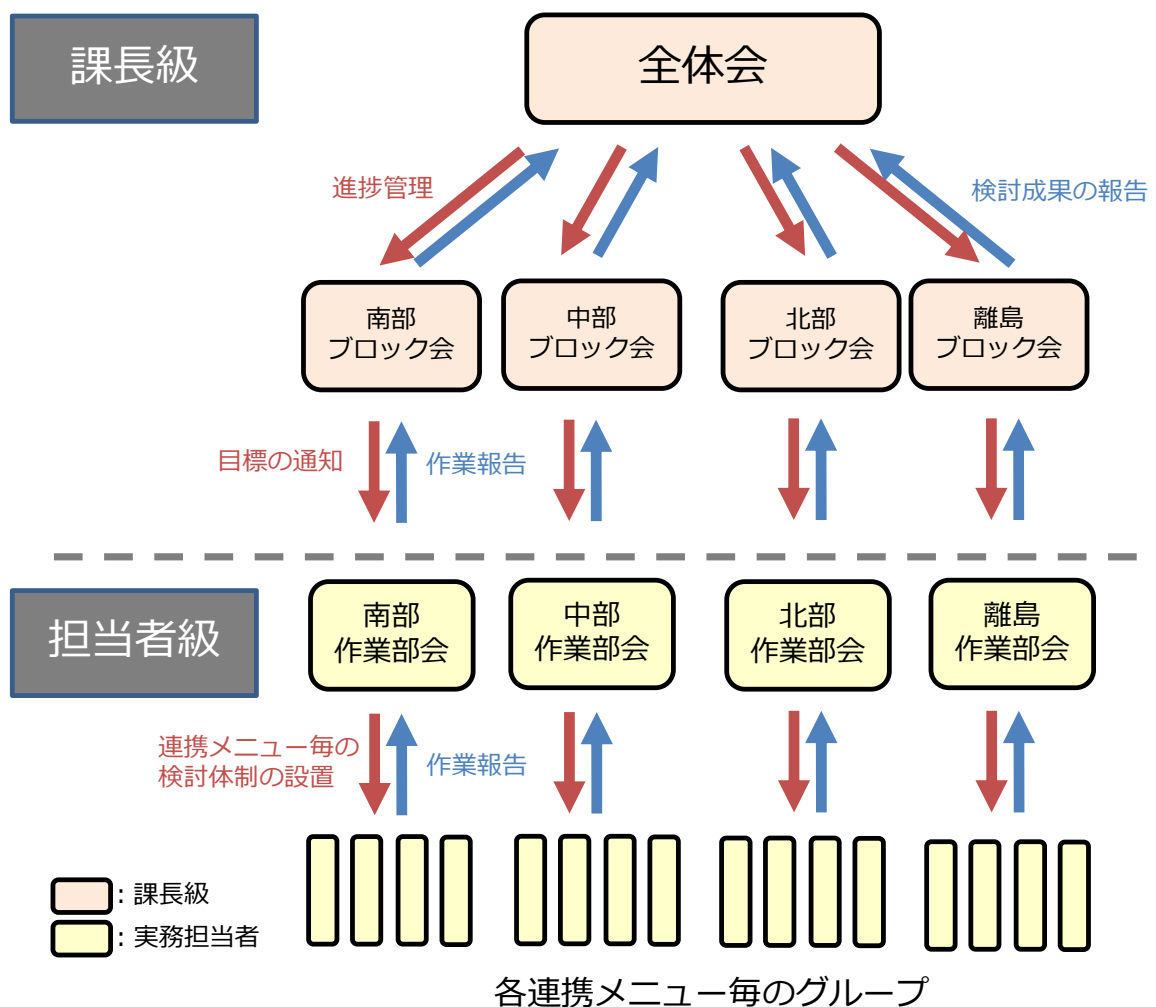 課長級
全体会
進捗管理
検討成果の報告
南部
ブロック会
中部
ブロック会
北部
ブロック会
離島
ブロック会
目標の通知
作業報告
担当者級
南部
作業部会
中部
作業部会
北部
作業部会
離島
作業部会
連携メニュー毎の
検討体制の設置
作業報告
：課長級
：実務担当者
各連携メニュー毎のグループ